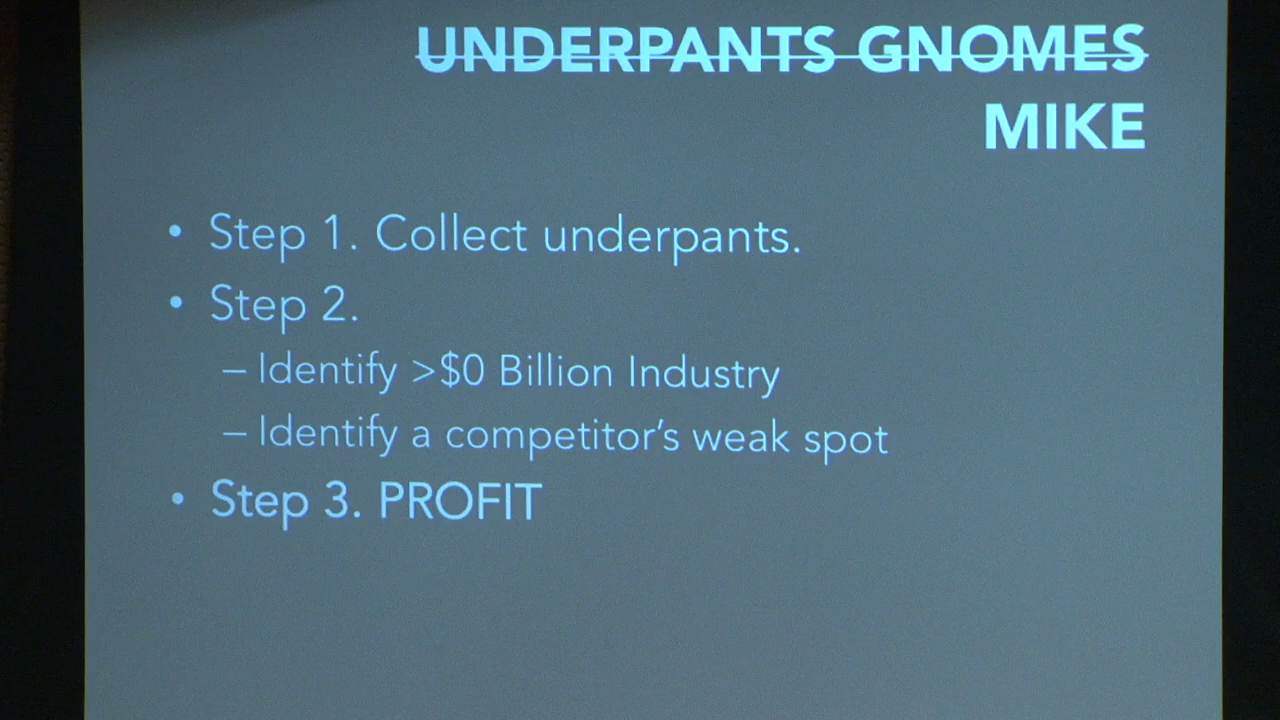 UNDERPANTS GNOMES
MIKE
• Step 1. Collect underpants.
• Step 2.
– Identify >$0 Billion Industry
– Identify a competitor's weak spot
• Step 3. PROFIT